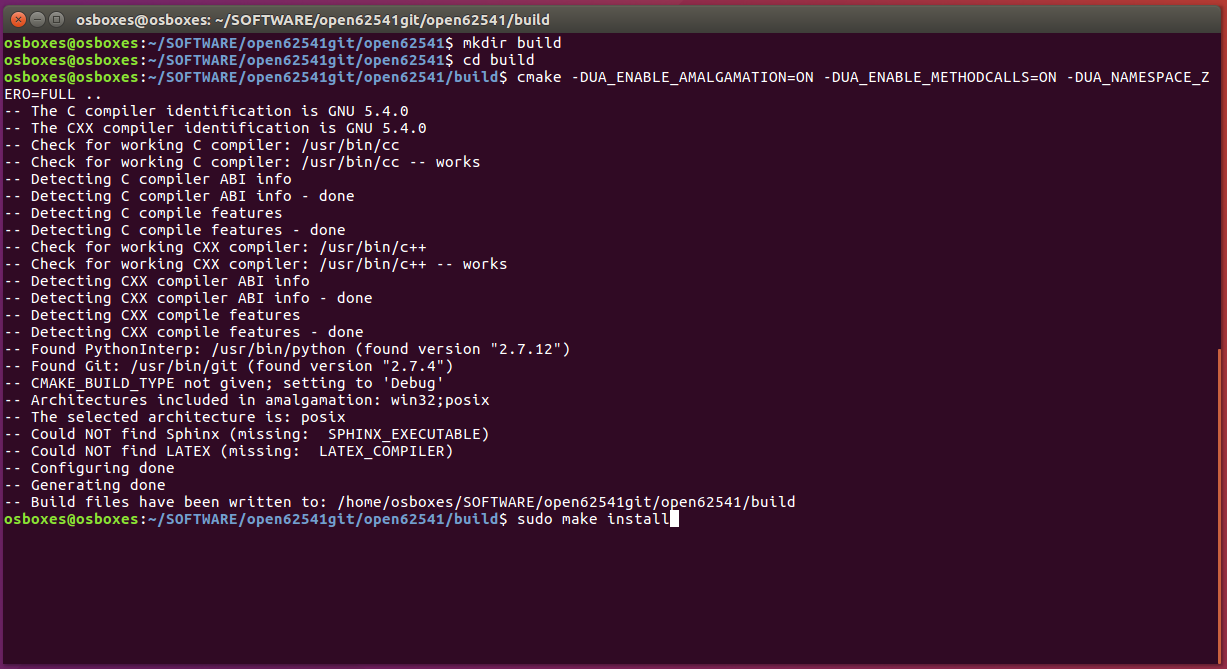 osboxes@osboxes: ~/SOFTWARE/open62541git/open62541/build
osboxes@osboxes:~/SOFTWARE/open62541git/open62541$ mkdir build
osboxes@osboxes:~/SOFTWARE/open62541git/open62541$ cd build
osboxes@osboxes:~/SOFTWARE/open62541git/open62541/build$ cmake -DUA_ENABLE_AMALGAMATION=ON -DUA_ENABLE_METHODCALLS=ON -DUA_NAMESPACE_Z
ERO=FULL ..
-- The C compiler identification is GNU 5.4.0
-- The CXX compiler identification is GNU 5.4.0
-- Check for working C compiler: /usr/bin/cc
-- Check for working C compiler: /usr/bin/cc -- works
-- Detecting C compiler ABI info
-- Detecting C compiler ABI info - done
-- Detecting C compile features
-- Detecting C compile features - done
-- Check for working CXX compiler: /usr/bin/c++
-- Check for working CXX compiler: /usr/bin/c++ -- works
-- Detecting CXX compiler ABI info
-- Detecting CXX compiler ABI info - done
-- Detecting CXX compile features
-- Detecting CXX compile features - done
-- Found PythonInterp: /usr/bin/python (found version "2.7.12")
-- Found Git: /usr/bin/git (found version "2.7.4")
-- CMAKE_BUILD_TYPE not given; setting to 'Debug'
-- Architectures included in amalgamation: win32;posix
-- The selected architecture is: posix
-- Could NOT find Sphinx (missing:  SPHINX_EXECUTABLE)
-- Could NOT find LATEX (missing:  LATEX_COMPILER)
-- Configuring done
-- Generating done
-- Build files have been written to: /home/osboxes/SOFTWARE/open62541git/open62541/build
osboxes@osboxes:~/SOFTWARE/open62541git/open62541/build$ sudo make install